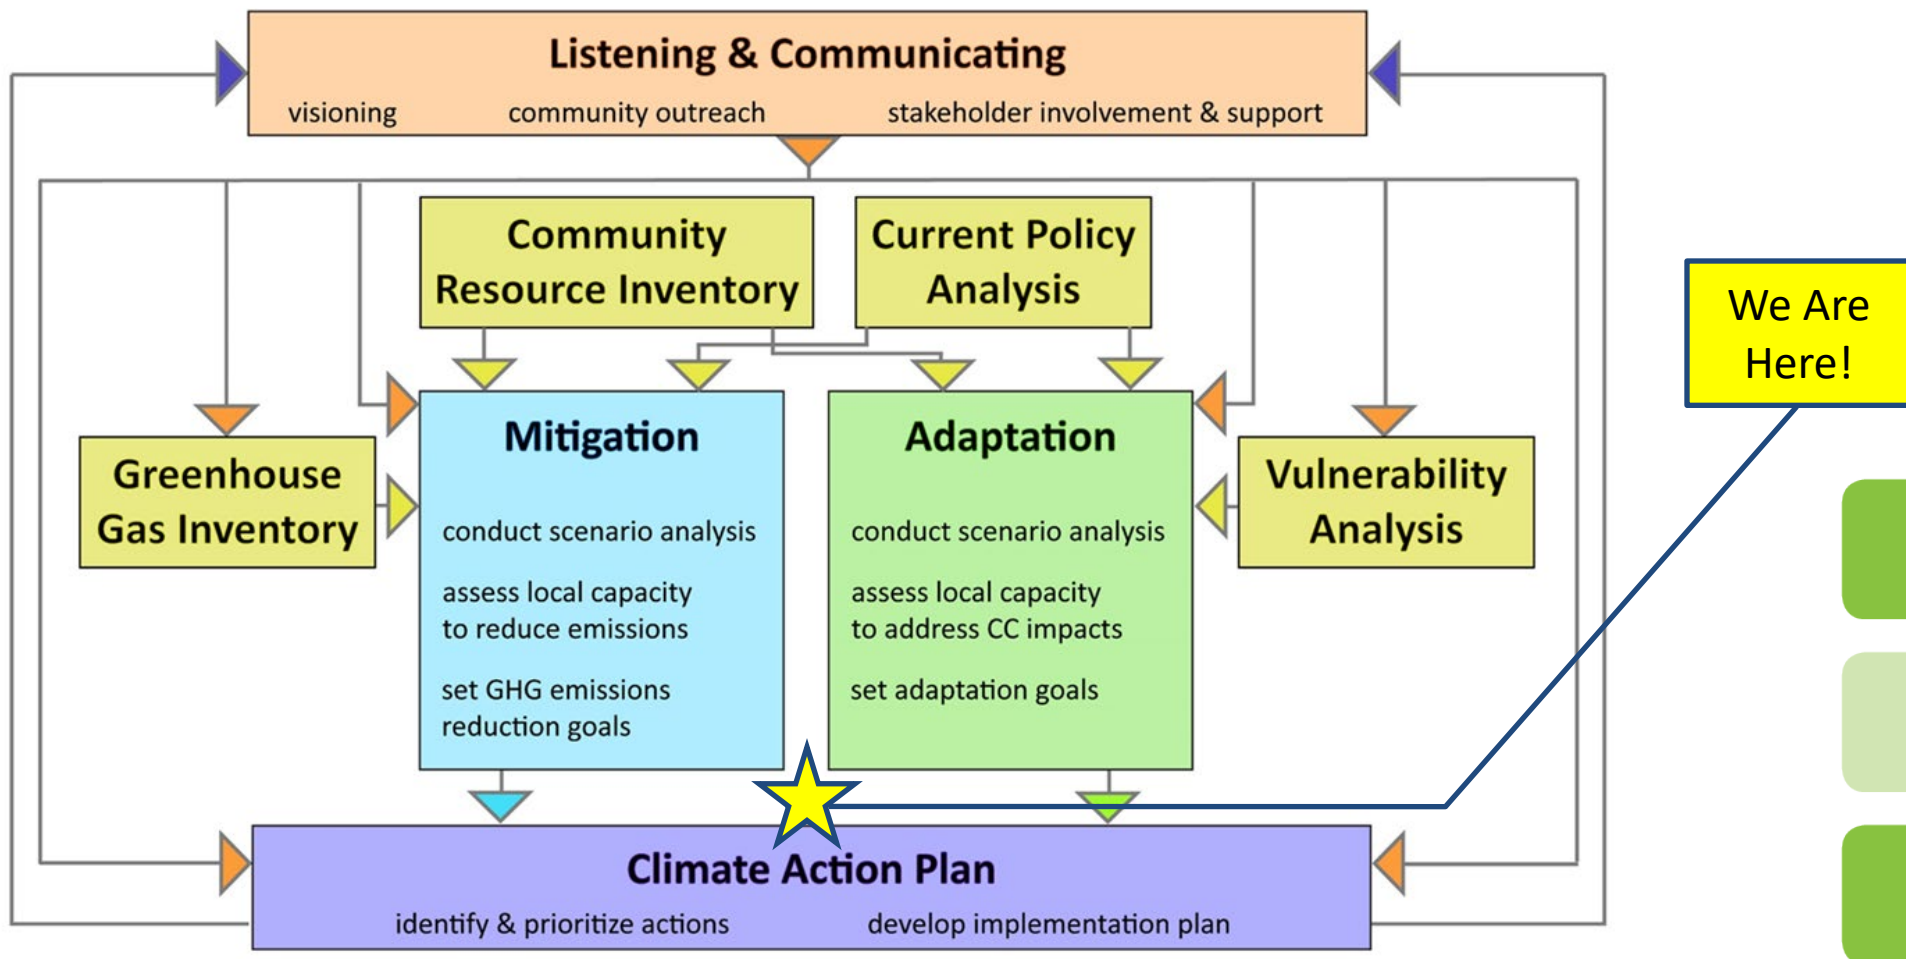 Listening & Communicating
visioning community outreach stakeholder involvement & support
Community
Resource Inventory
Current Policy
Analysis
We Are
Here!
Greenhouse
Gas Inventory
Mitigation
conduct scenario analysis
assess local capacity
to reduce emissions
set GHG emissions
reduction goals
Adaptation
conduct scenario analysis
assess local capacity
to address CC impacts
set adaptation goals
Vulnerability
Analysis
Climate Action Plan
identify & prioritize actions develop implementation plan